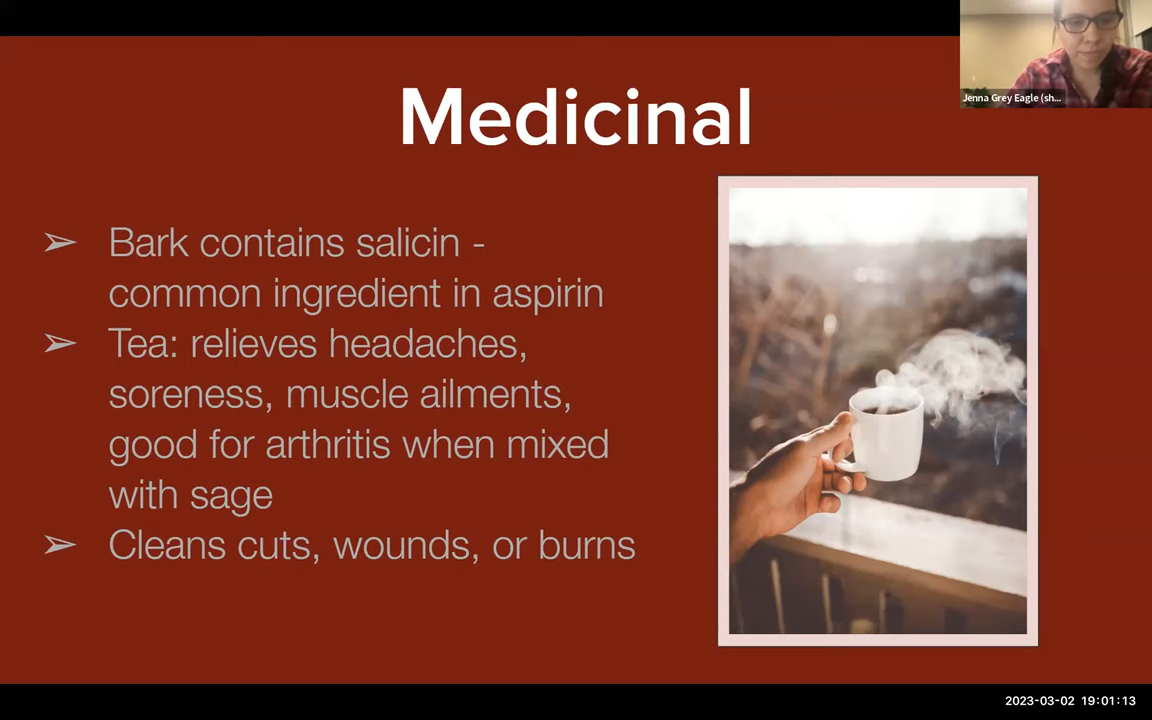 Jenna Grey Eagle (sh...
Medicinal
➢ Bark contains salicin -
common ingredient in aspirin
➢ Tea: relieves headaches,
soreness, muscle ailments,
good for arthritis when mixed
with sage
➢ Cleans cuts, wounds, or burns
2023-03-02 19:01:13